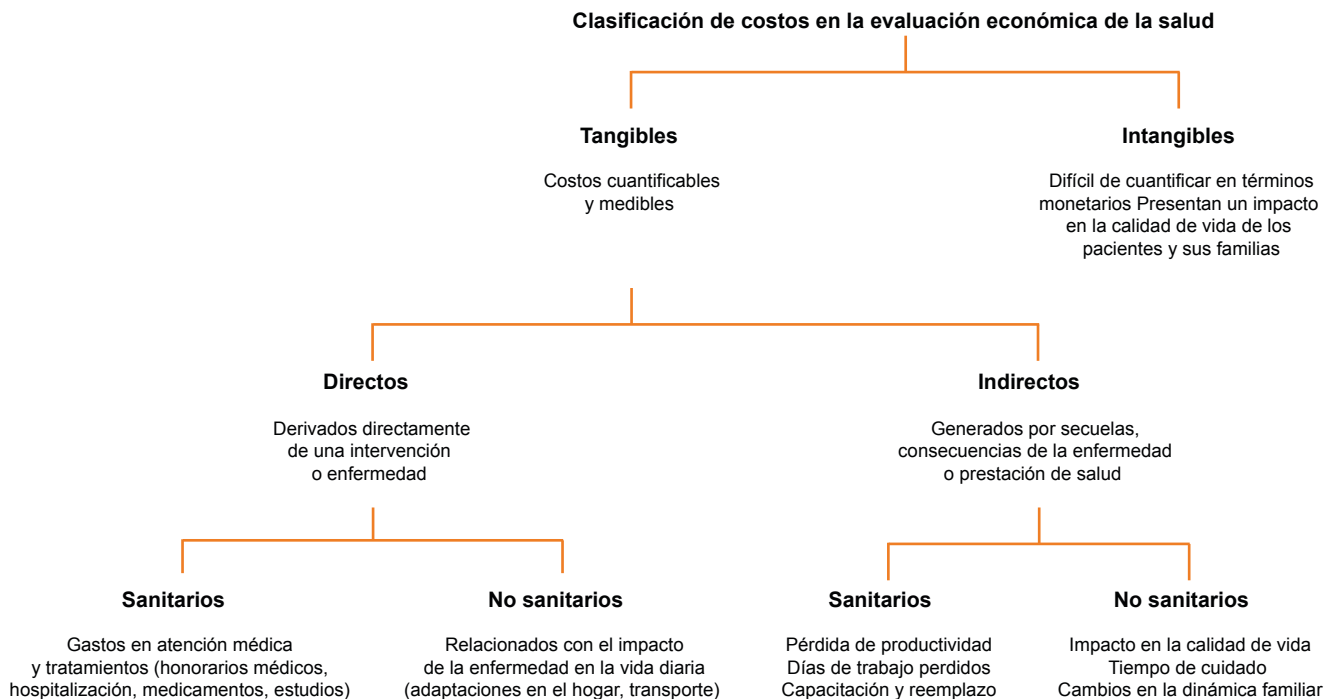 Clasificación de costos en la evaluación económica de la salud
Tangibles
Costos cuantificables
y medibles
Intangibles
Difícil de cuantificar en términos
monetarios Presentan un impacto
en la calidad de vida de los
pacientes y sus familias
Directos
Derivados directamente
de una intervención
o enfermedad
Indirectos
Generados por secuelas,
consecuencias de la enfermedad
o prestación de salud
Sanitarios
Gastos en atención médica
y tratamientos (honorarios médicos,
hospitalización, medicamentos, estudios)
No sanitarios
Relacionados con el impacto
de la enfermedad en la vida diaria
(adaptaciones en el hogar, transporte)
Sanitarios
Pérdida de productividad
Días de trabajo perdidos
Capacitación y reemplazo
No sanitarios
Impacto en la calidad de vida
Tiempo de cuidado
Cambios en la dinámica familiar